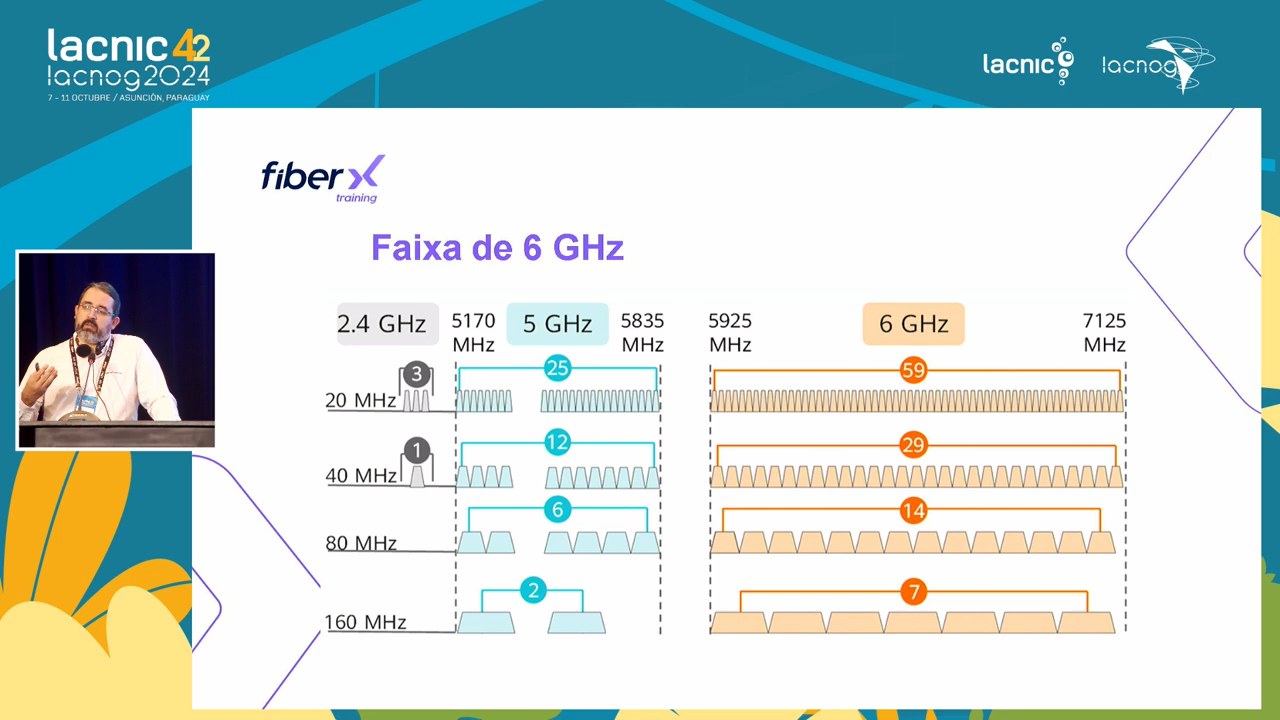 lacnic 42
lacnog2024
7 – 11 OCTUBRE / ASUNCIÓN, PARAGUAY
lacnic
lacnog
fiber x
training
Faixa de 6 GHz
2.4 GHz
5170 MHz
5 GHz
5835 MHz
5925 MHz
6 GHz
7125 MHz
20 MHz
3
25
59
40 MHz
1
12
29
80 MHz
6
14
160 MHz
2
7